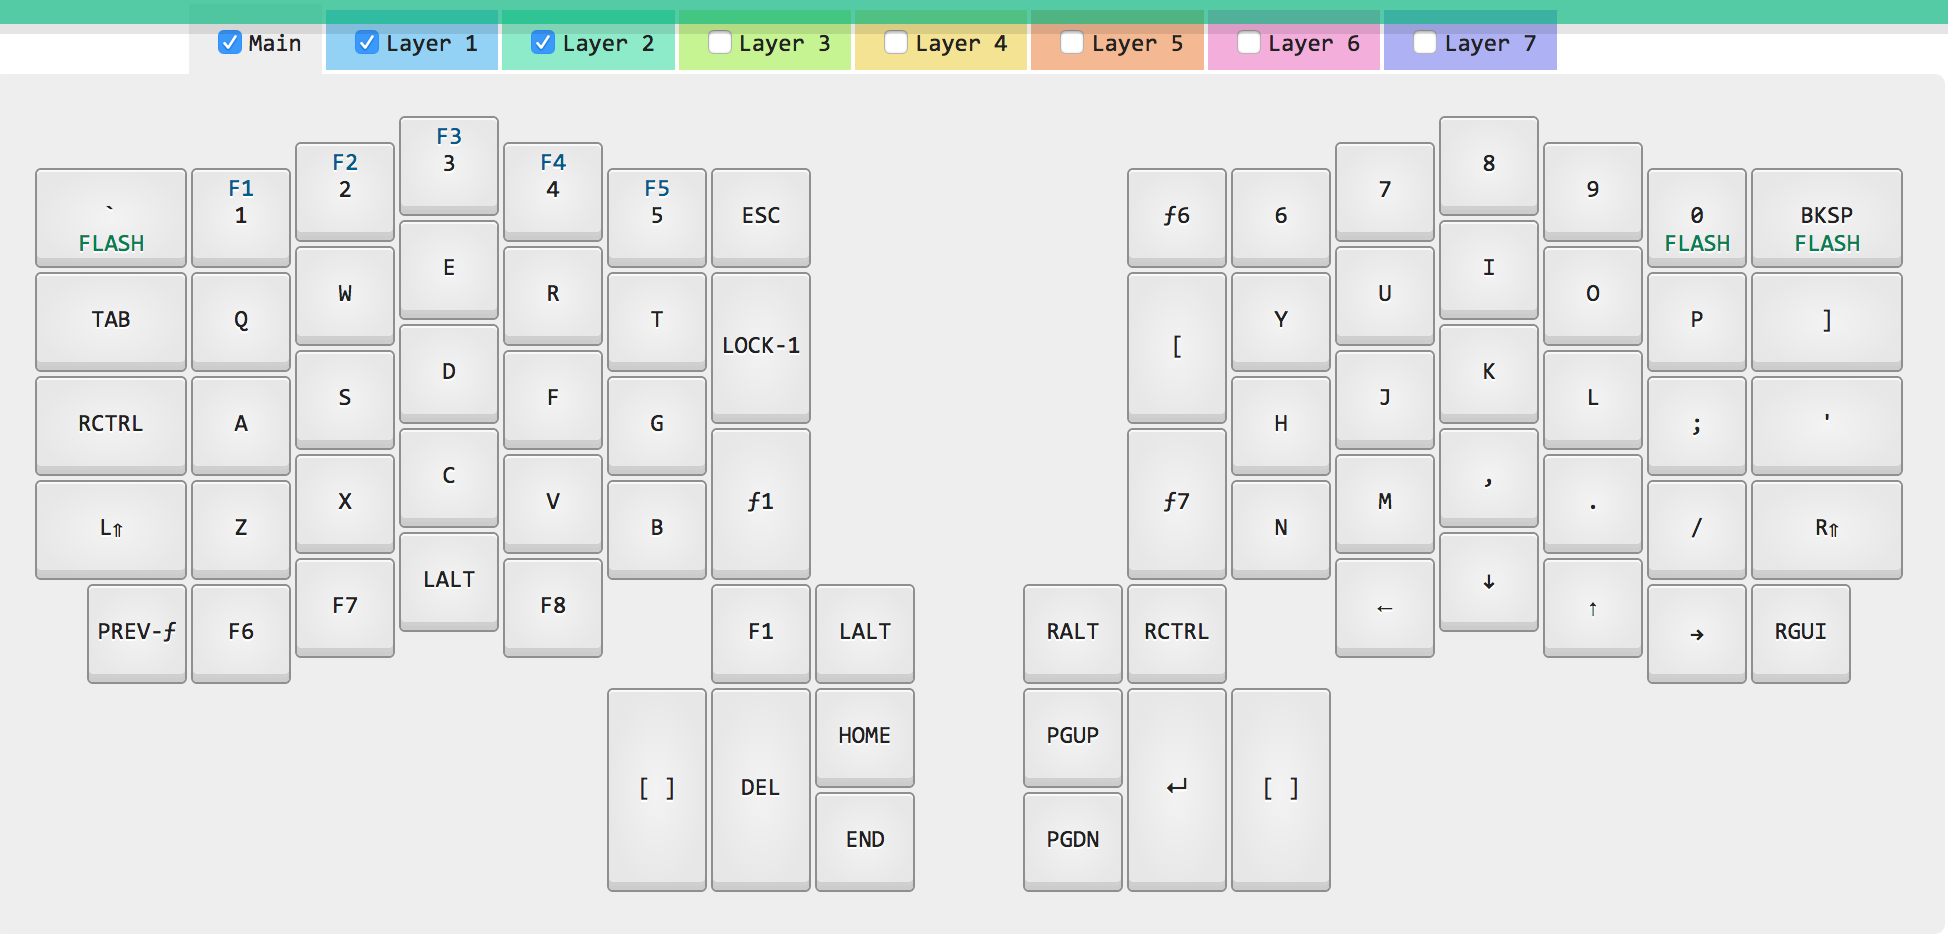 Main Layer 1 Layer 2 Layer 3 Layer 4 Layer 5 Layer 6 Layer 7
` FLASH
F1 1
F2 2
F3 3
F4 4
F5 5
ESC
TAB
Q
W
E
R
T
LOCK-1
RCTRL
A
S
D
F
G
L⇑
Z
X
C
V
B
ƒ1
PREV-ƒ
F6
F7
LALT
F8
F1
LALT
[ ]
DEL
HOME
END
ƒ6
6
7
8
9
0 FLASH
BKSP FLASH
[
Y
U
I
O
P
]
H
J
K
L
;
'
ƒ7
N
M
,
.
/
R⇑
RALT
RCTRL
←
↓
↑
→
RGUI
PGUP
PGDN
↵
[ ]